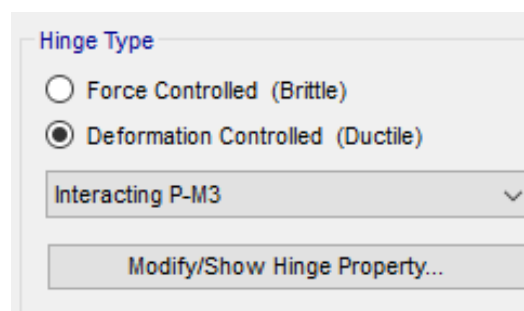 Hinge Type
Force Controlled (Brittle)
Deformation Controlled (Ductile)
Interacting P-M3
Modify/Show Hinge Property...